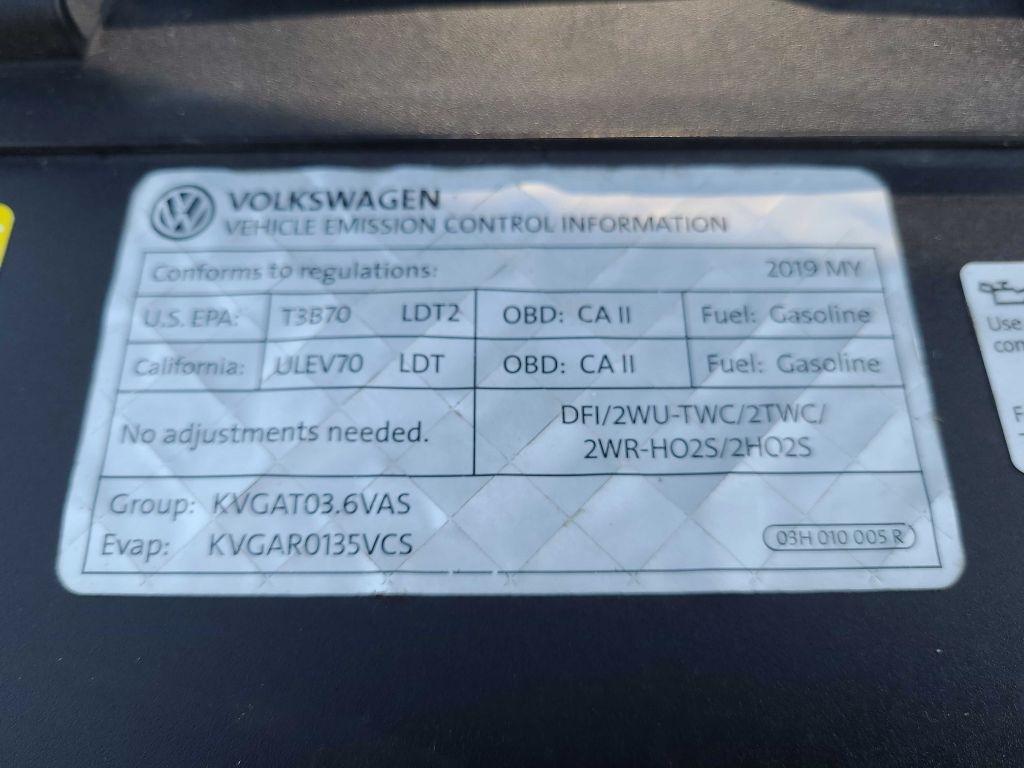 VOLKSWAGEN
VEHICLE EMISSION CONTROL INFORMATION
Conforms to regulations: 2019 MY
U.S. EPA: T3B70 LDT2 OBD: CA II Fuel: Gasoline
California: ULEV70 LDT OBD: CA II Fuel: Gasoline
No adjustments needed.
DFI/2WU-TWC/2TWC/
2WR-HO2S/2HO2S
Group: KVGAT03.6VAS
Evap: KVGAR0135VCS
03H 010 005 R
Use
con
F